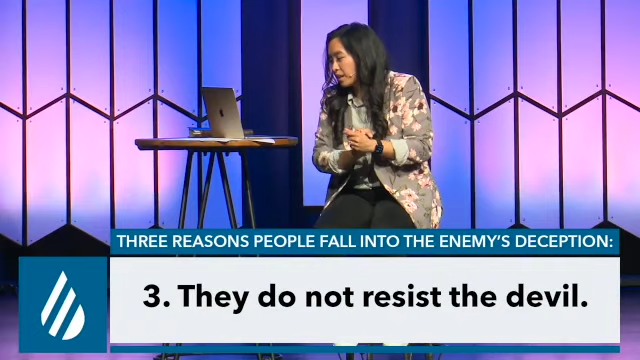 THREE REASONS PEOPLE FALL INTO THE ENEMY'S DECEPTION:
3. They do not resist the devil.